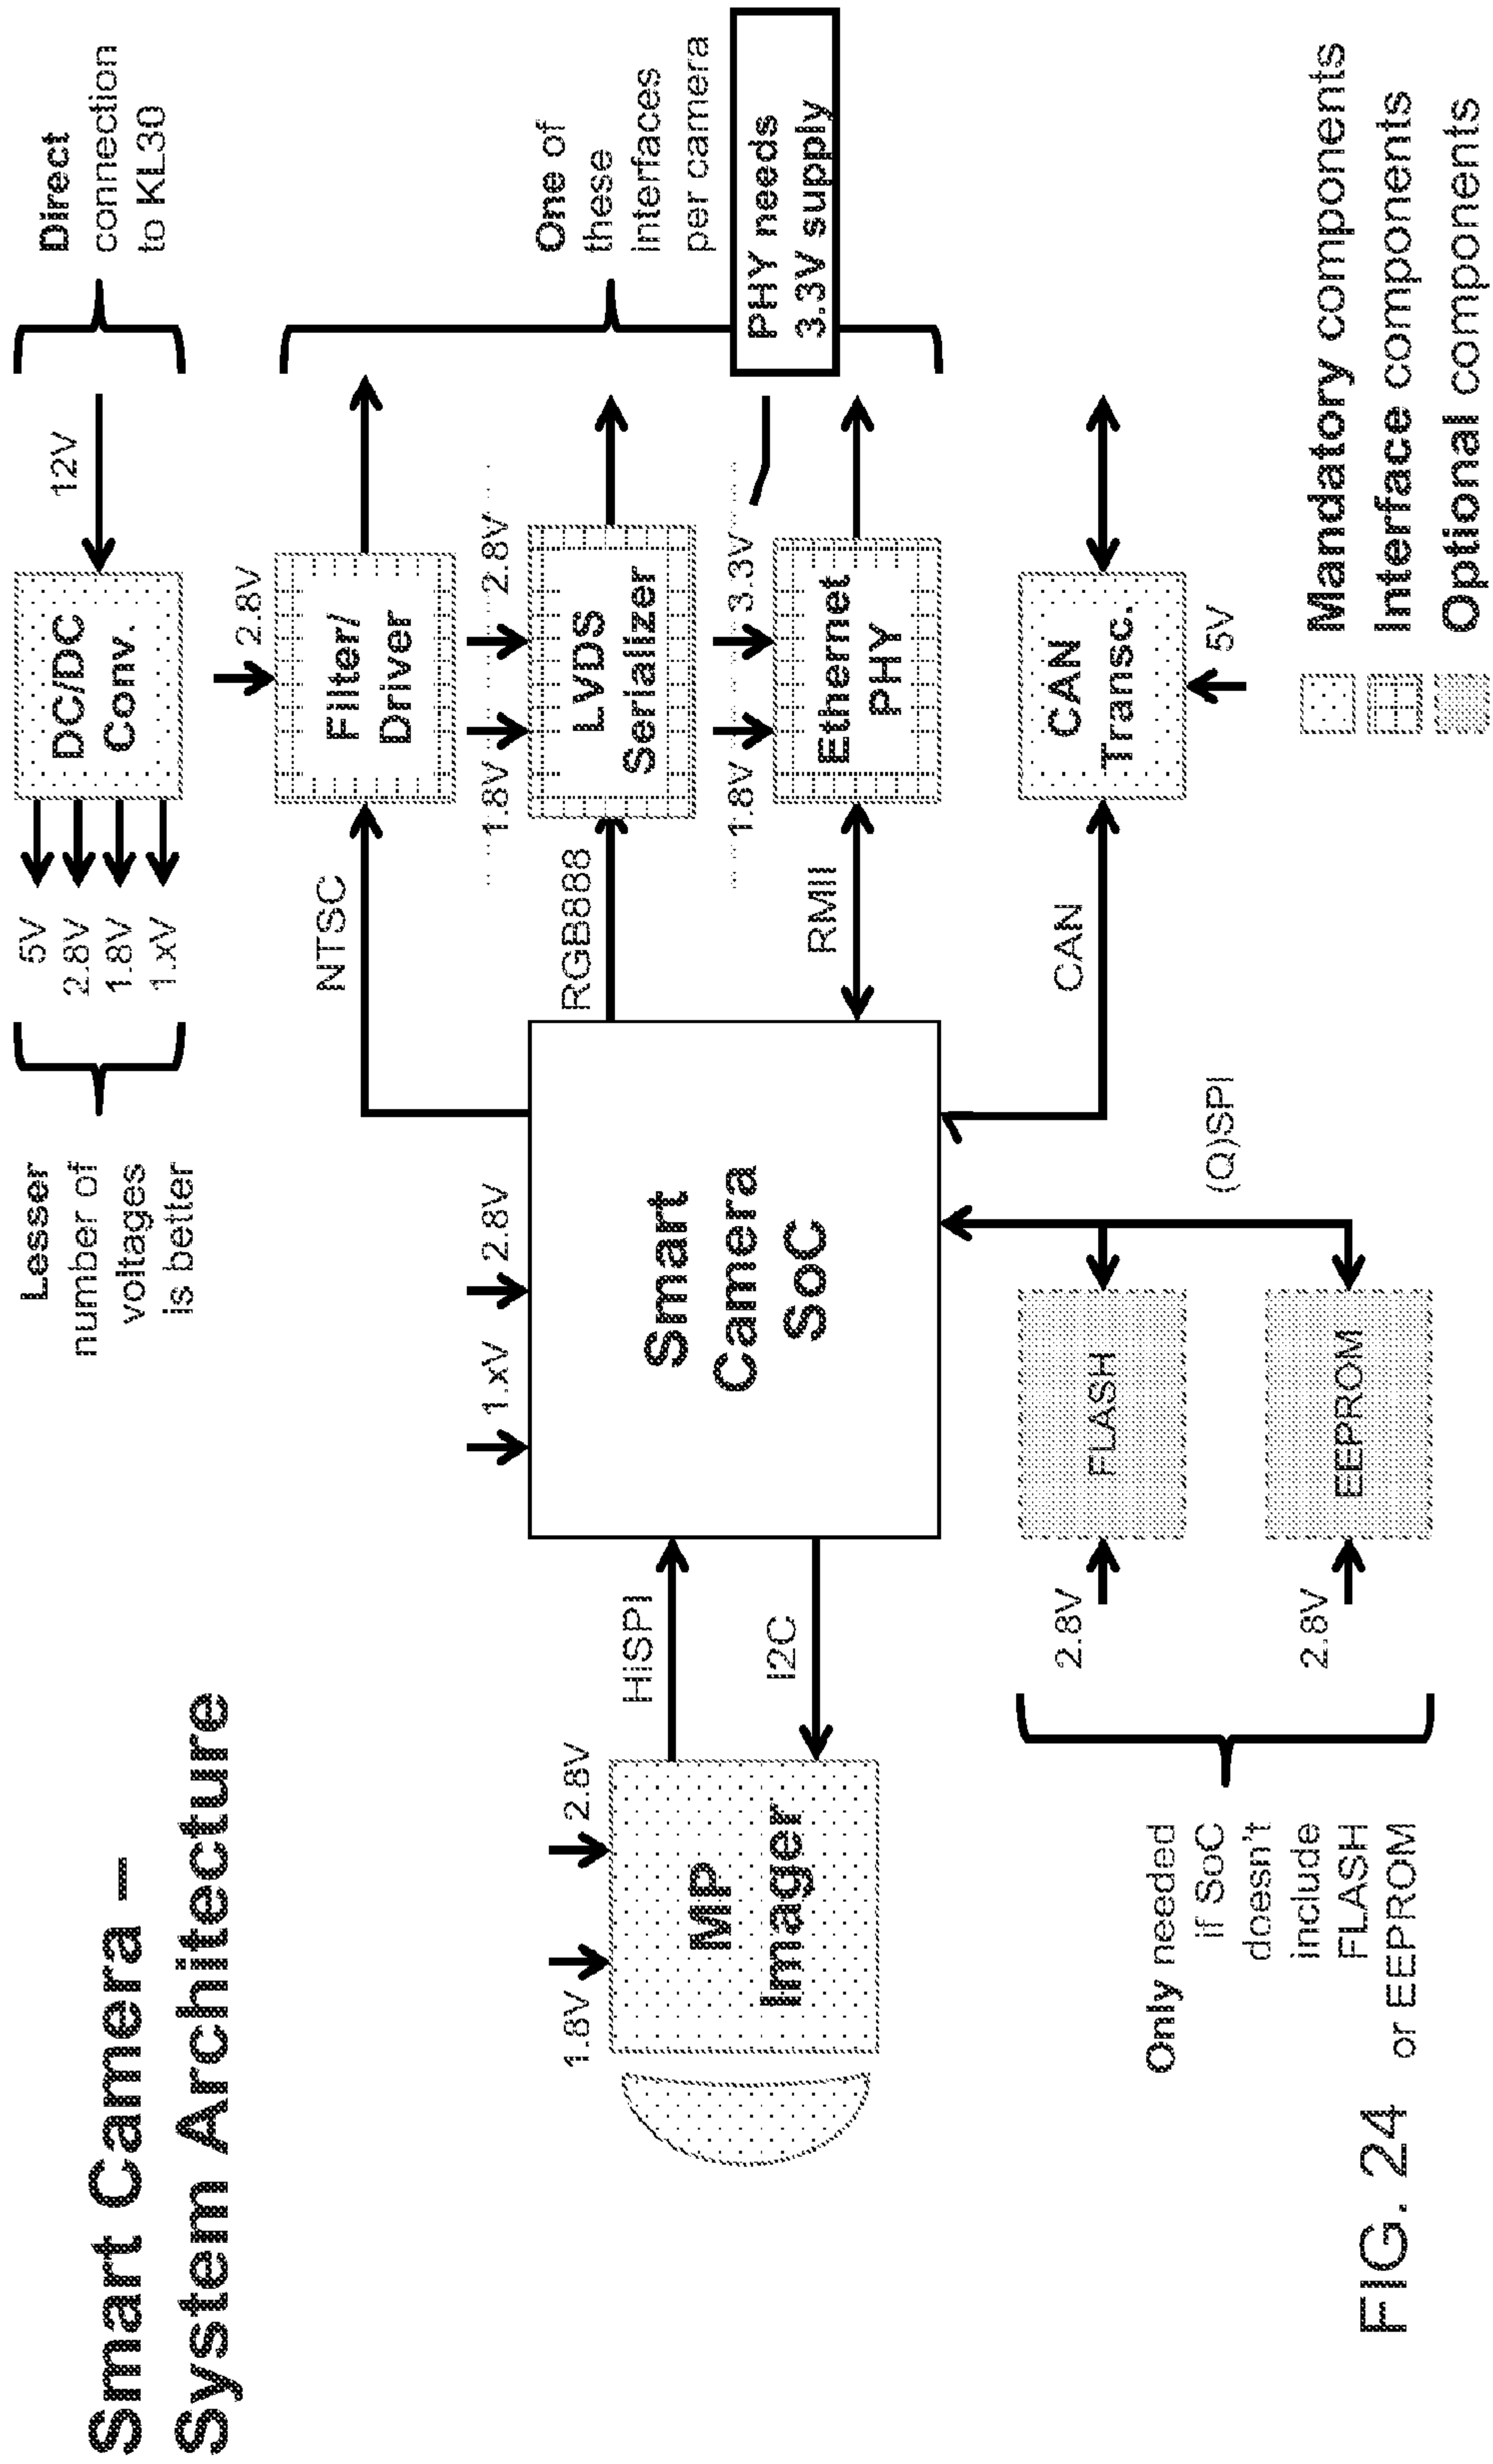 Smart Camera –
System Architecture
Lesser
number of
voltages
is better
5V
2.8V
1.8V
1.xV
DC/DC
Conv.
12V
Direct
connection
to KL30
NTSC
2.8V
Filter/
Driver
1.8V
2.8V
RGB888
LVDS
Serializer
One of
these
interfaces
per camera
1.8V
3.3V
RMII
Ethernet
PHY
PHY needs
3.3V supply
1.8V
2.8V
MP
Imager
HiSPI
I2C
1.xV
2.8V
Smart
Camera
SoC
CAN
CAN
Transc.
5V
(Q)SPI
2.8V
FLASH
2.8V
EEPROM
Only needed
if SoC
doesn't
include
FLASH
or EEPROM
Mandatory components
Interface components
Optional components
FIG. 24